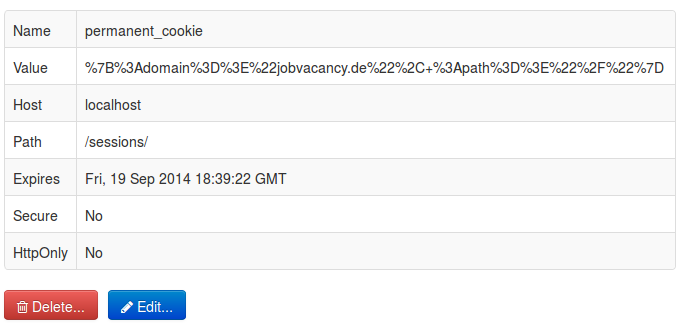 Name permanent_cookie
Value %7B%3Adomain%3D%3E%22jobvacancy.de%22%2C+%3Apath%3D%3E%22%2F%22%7D
Host localhost
Path /sessions/
Expires Fri, 19 Sep 2014 18:39:22 GMT
Secure No
HttpOnly No
Delete... Edit...